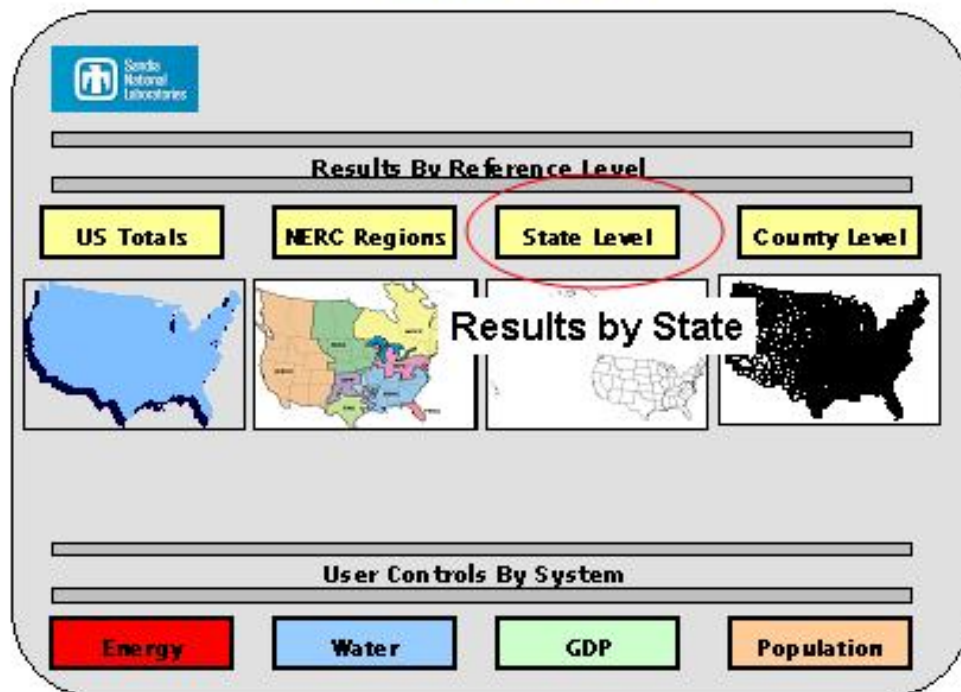 Sandia
National
Laboratories
Results By Reference Level
US Totals
NERC Regions
State Level
County Level
Results by State
User Controls By System
Energy
Water
GDP
Population